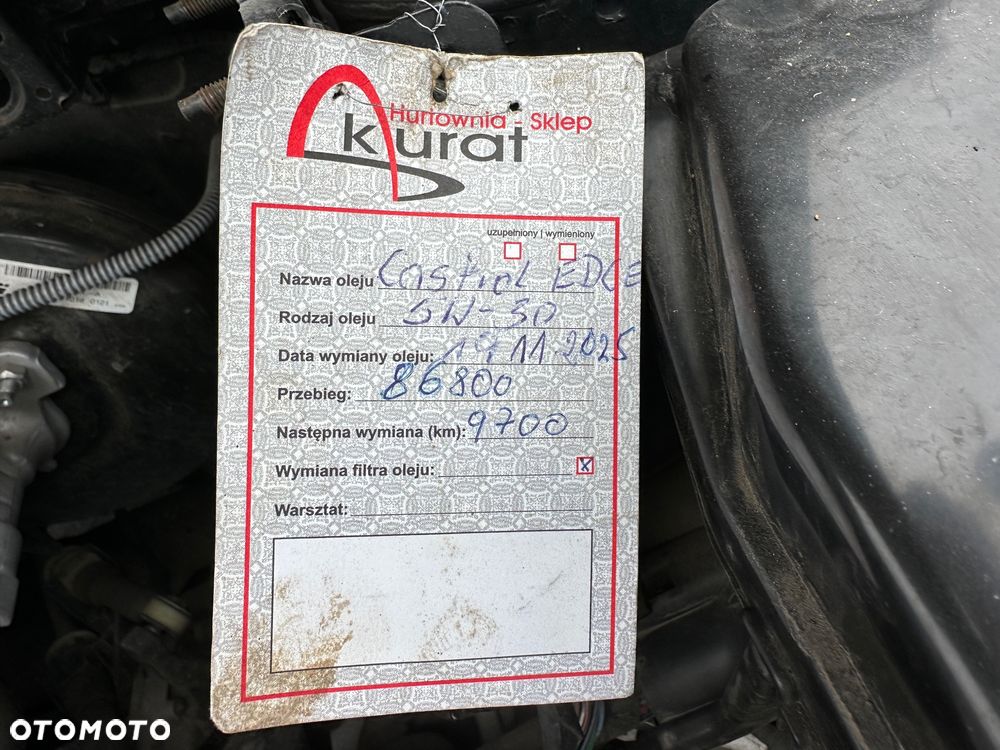 Hurtownia - Sklep
Akurat
uzupełniony | wymieniony
Nazwa oleju Castrol EDGE
Rodzaj oleju 5W-30
Data wymiany oleju: 19 11 2025
Przebieg: 86800
Następna wymiana (km): 9700
Wymiana filtra oleju: x
Warsztat:
OTOMOTO